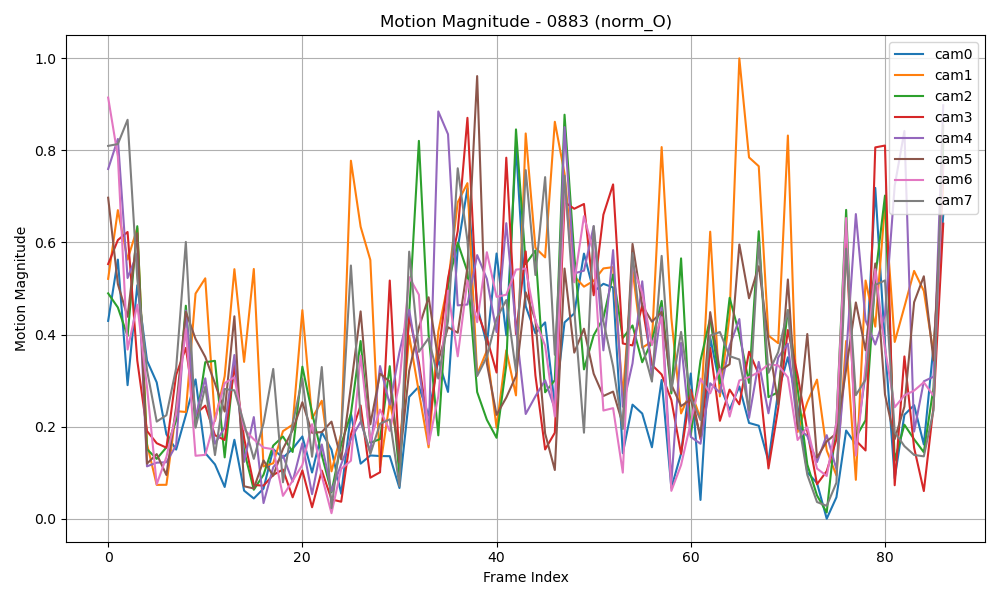 Motion Magnitude - 0883 (norm_O)
Motion Magnitude
1.0
0.8
0.6
0.4
0.2
0.0
0
20
40
60
80
Frame Index
cam0
cam1
cam2
cam3
cam4
cam5
cam6
cam7